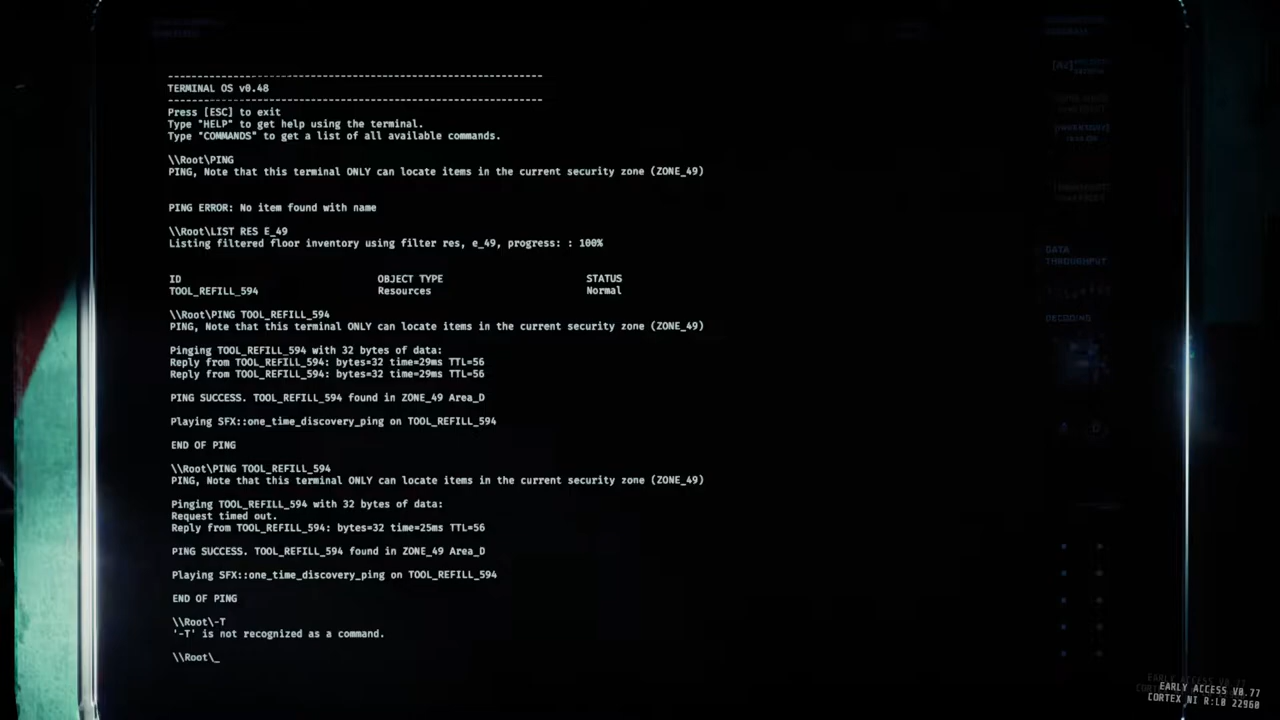 --------------------------------------------------------------
TERMINAL OS v0.48
--------------------------------------------------------------
Press [ESC] to exit
Type "HELP" to get help using the terminal.
Type "COMMANDS" to get a list of all available commands.
\\Root\PING
PING, Note that this terminal ONLY can locate items in the current security zone (ZONE_49)
PING ERROR: No item found with name
\\Root\LIST RES E_49
Listing filtered floor inventory using filter res, e_49, progress: : 100%
ID OBJECT TYPE STATUS
TOOL_REFILL_594 Resources Normal
\\Root\PING TOOL_REFILL_594
PING, Note that this terminal ONLY can locate items in the current security zone (ZONE_49)
Pinging TOOL_REFILL_594 with 32 bytes of data:
Reply from TOOL_REFILL_594: bytes=32 time=29ms TTL=56
Reply from TOOL_REFILL_594: bytes=32 time=29ms TTL=56
PING SUCCESS. TOOL_REFILL_594 found in ZONE_49 Area_D
Playing SFX::one_time_discovery_ping on TOOL_REFILL_594
END OF PING
\\Root\PING TOOL_REFILL_594
PING, Note that this terminal ONLY can locate items in the current security zone (ZONE_49)
Pinging TOOL_REFILL_594 with 32 bytes of data:
Request timed out.
Reply from TOOL_REFILL_594: bytes=32 time=25ms TTL=56
PING SUCCESS. TOOL_REFILL_594 found in ZONE_49 Area_D
Playing SFX::one_time_discovery_ping on TOOL_REFILL_594
END OF PING
\\Root\-T
'-T' is not recognized as a command.
\\Root\_
DATA
THROUGHPUT
DECODING
EARLY ACCESS V0.77
CORTEX NI R:L0 22960